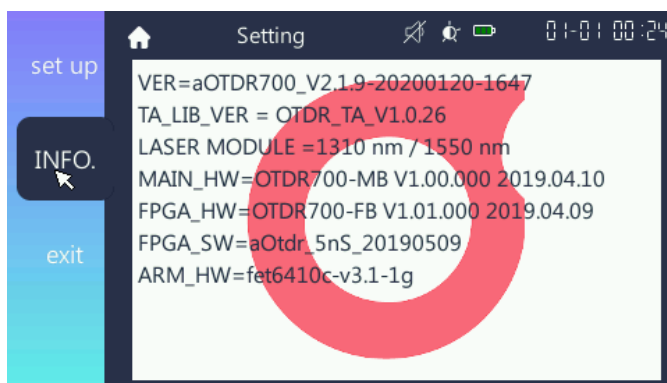 Setting
01-01 00:24
set up
INFO.
exit
VER=aOTDR700_V2.1.9-20200120-1647
TA_LIB_VER = OTDR_TA_V1.0.26
LASER MODULE =1310 nm / 1550 nm
MAIN_HW=OTDR700-MB V1.00.000 2019.04.10
FPGA_HW=OTDR700-FB V1.01.000 2019.04.09
FPGA_SW=aOtdr_5nS_20190509
ARM_HW=fet6410c-v3.1-1g